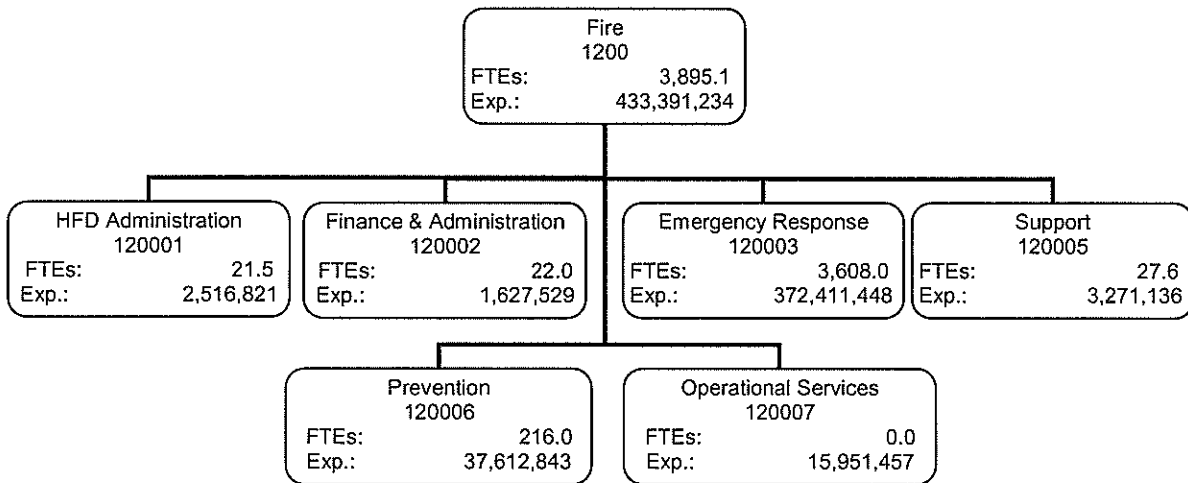 Fire
1200
FTEs: 3,895.1
Exp.: 433,391,234
HFD Administration
120001
FTEs: 21.5
Exp.: 2,516,821
Finance & Administration
120002
FTEs: 22.0
Exp.: 1,627,529
Emergency Response
120003
FTEs: 3,608.0
Exp.: 372,411,448
Support
120005
FTEs: 27.6
Exp.: 3,271,136
Prevention
120006
FTEs: 216.0
Exp.: 37,612,843
Operational Services
120007
FTEs: 0.0
Exp.: 15,951,457